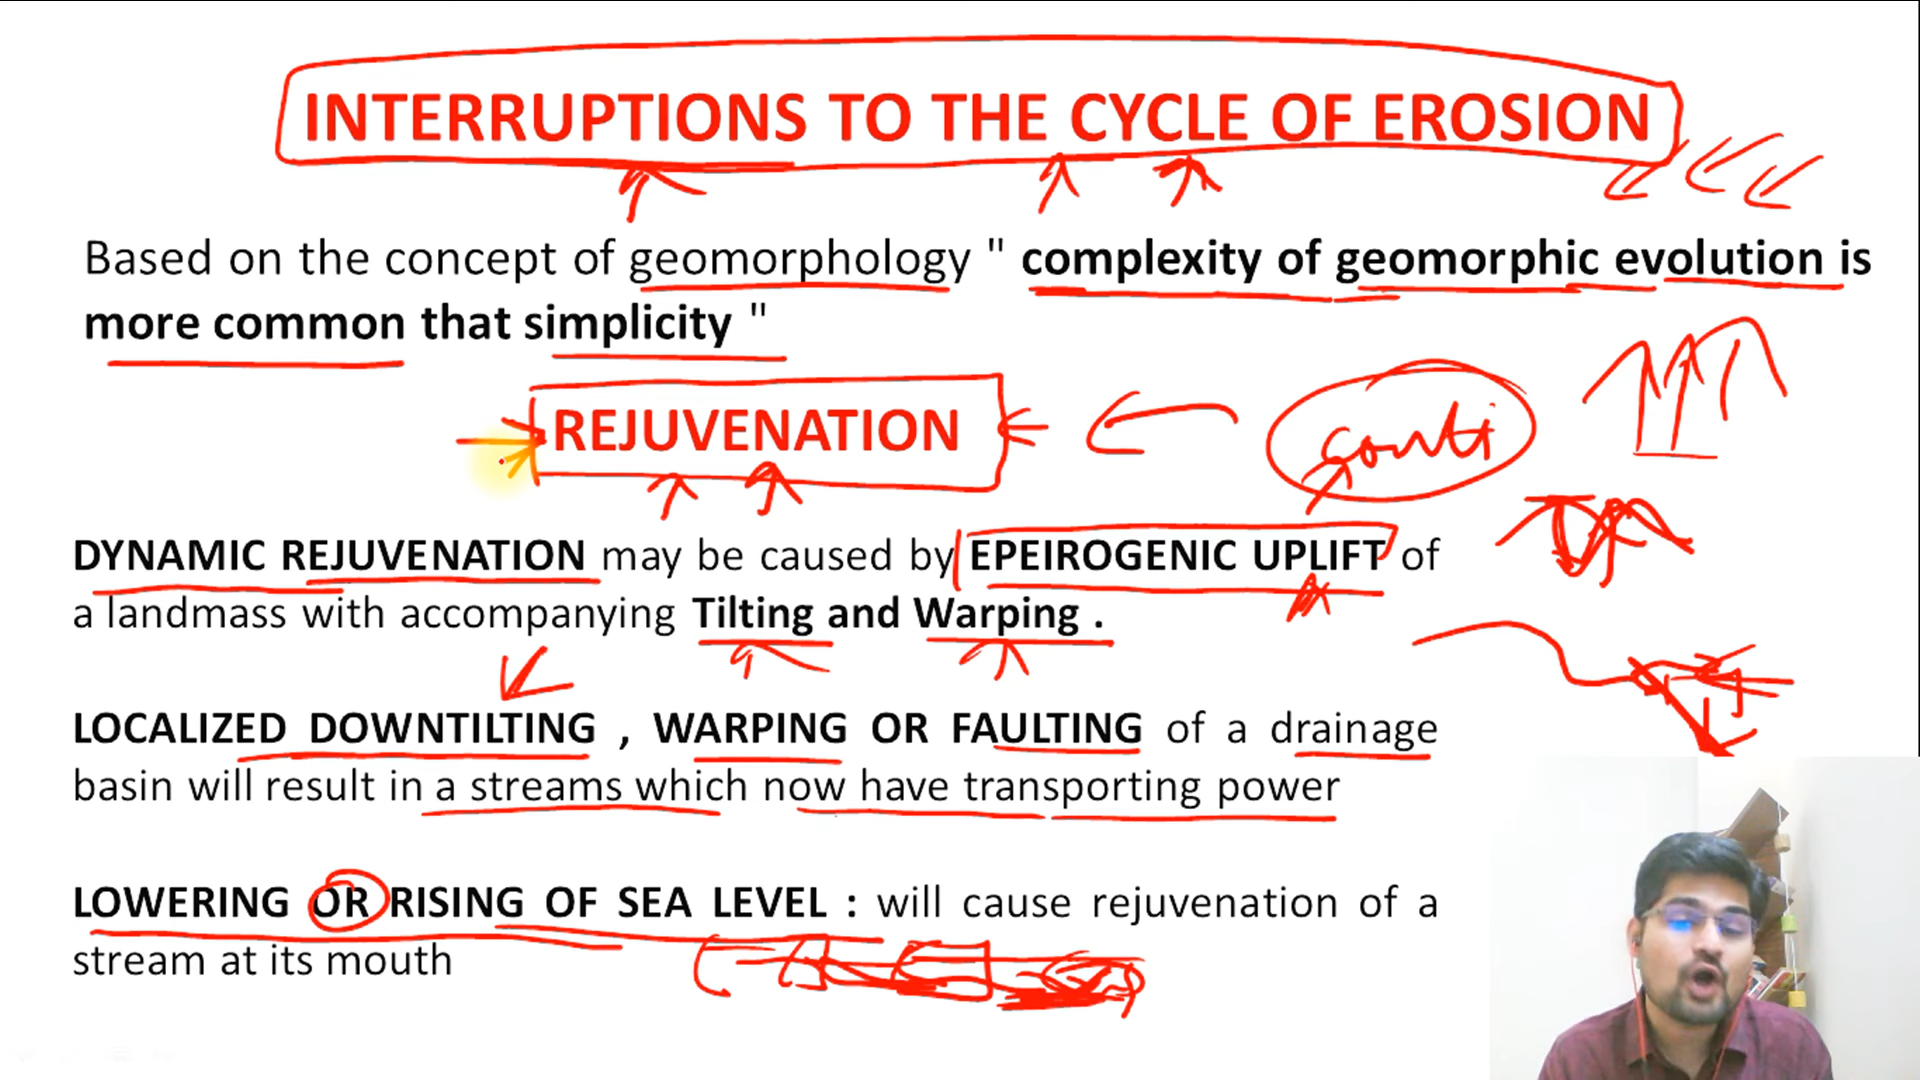 INTERRUPTIONS TO THE CYCLE OF EROSION
Based on the concept of geomorphology " complexity of geomorphic evolution is
more common that simplicity "
REJUVENATION
DYNAMIC REJUVENATION may be caused by EPEIROGENIC UPLIFT of
a landmass with accompanying Tilting and Warping .
LOCALIZED DOWNTILTING , WARPING OR FAULTING of a drainage
basin will result in a streams which now have transporting power
LOWERING OR RISING OF SEA LEVEL : will cause rejuvenation of a
stream at its mouth